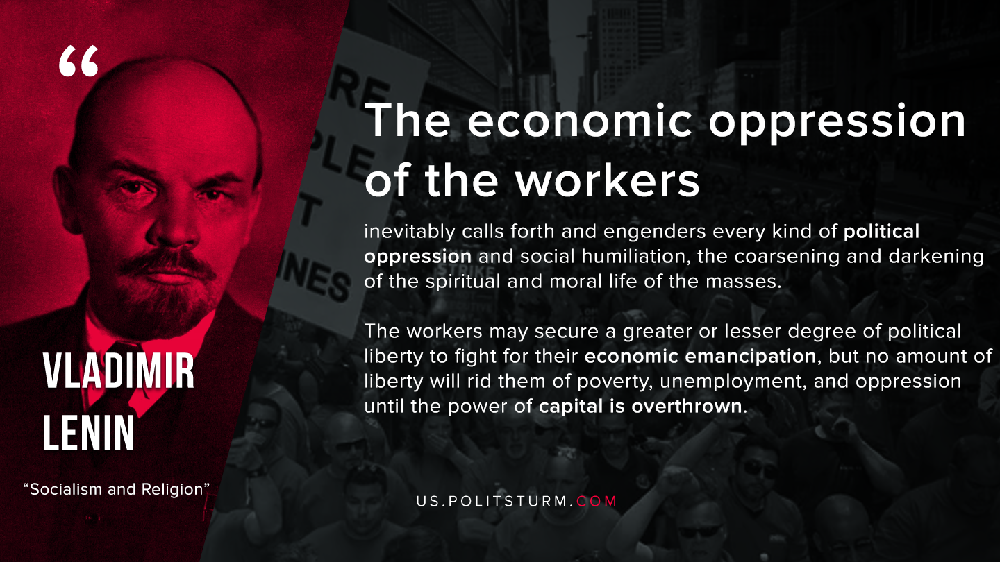 “
The economic oppression
of the workers
inevitably calls forth and engenders every kind of political
oppression and social humiliation, the coarsening and darkening
of the spiritual and moral life of the masses.
The workers may secure a greater or lesser degree of political
liberty to fight for their economic emancipation, but no amount of
liberty will rid them of poverty, unemployment, and oppression
until the power of capital is overthrown.
VLADIMIR
LENIN
“Socialism and Religion”
US.POLITSTURM.COM
RE
PLE
T
INES
STRIKE